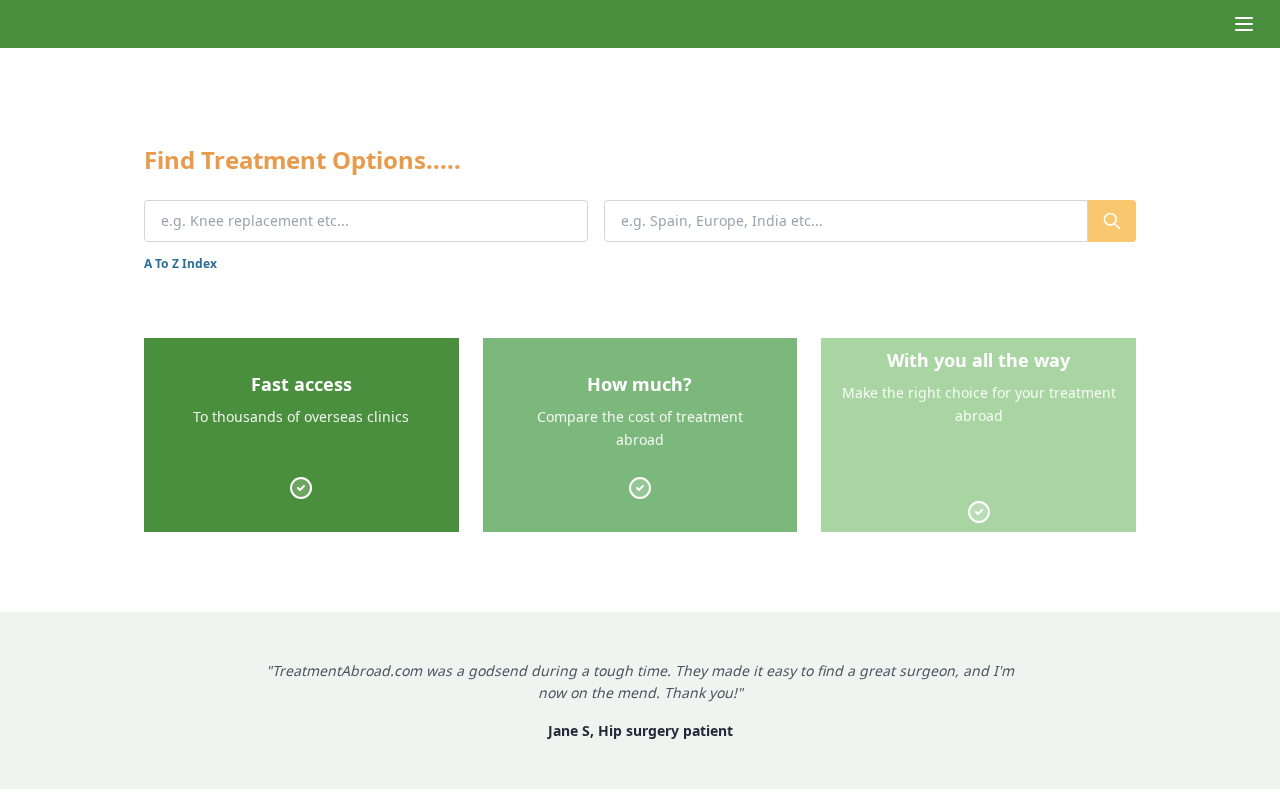 Find Treatment Options.....
e.g. Knee replacement etc...
e.g. Spain, Europe, India etc...
A To Z Index
Fast access
To thousands of overseas clinics
How much?
Compare the cost of treatment
abroad
With you all the way
Make the right choice for your treatment
abroad
"TreatmentAbroad.com was a godsend during a tough time. They made it easy to find a great surgeon, and I'm
now on the mend. Thank you!"
Jane S, Hip surgery patient